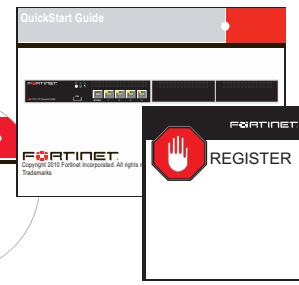 QuickStart Guide
FORTINET
FORTINET
Copyright 2010 Fortinet Incorporated. All rights
Trademarks
FORTINET
REGISTER